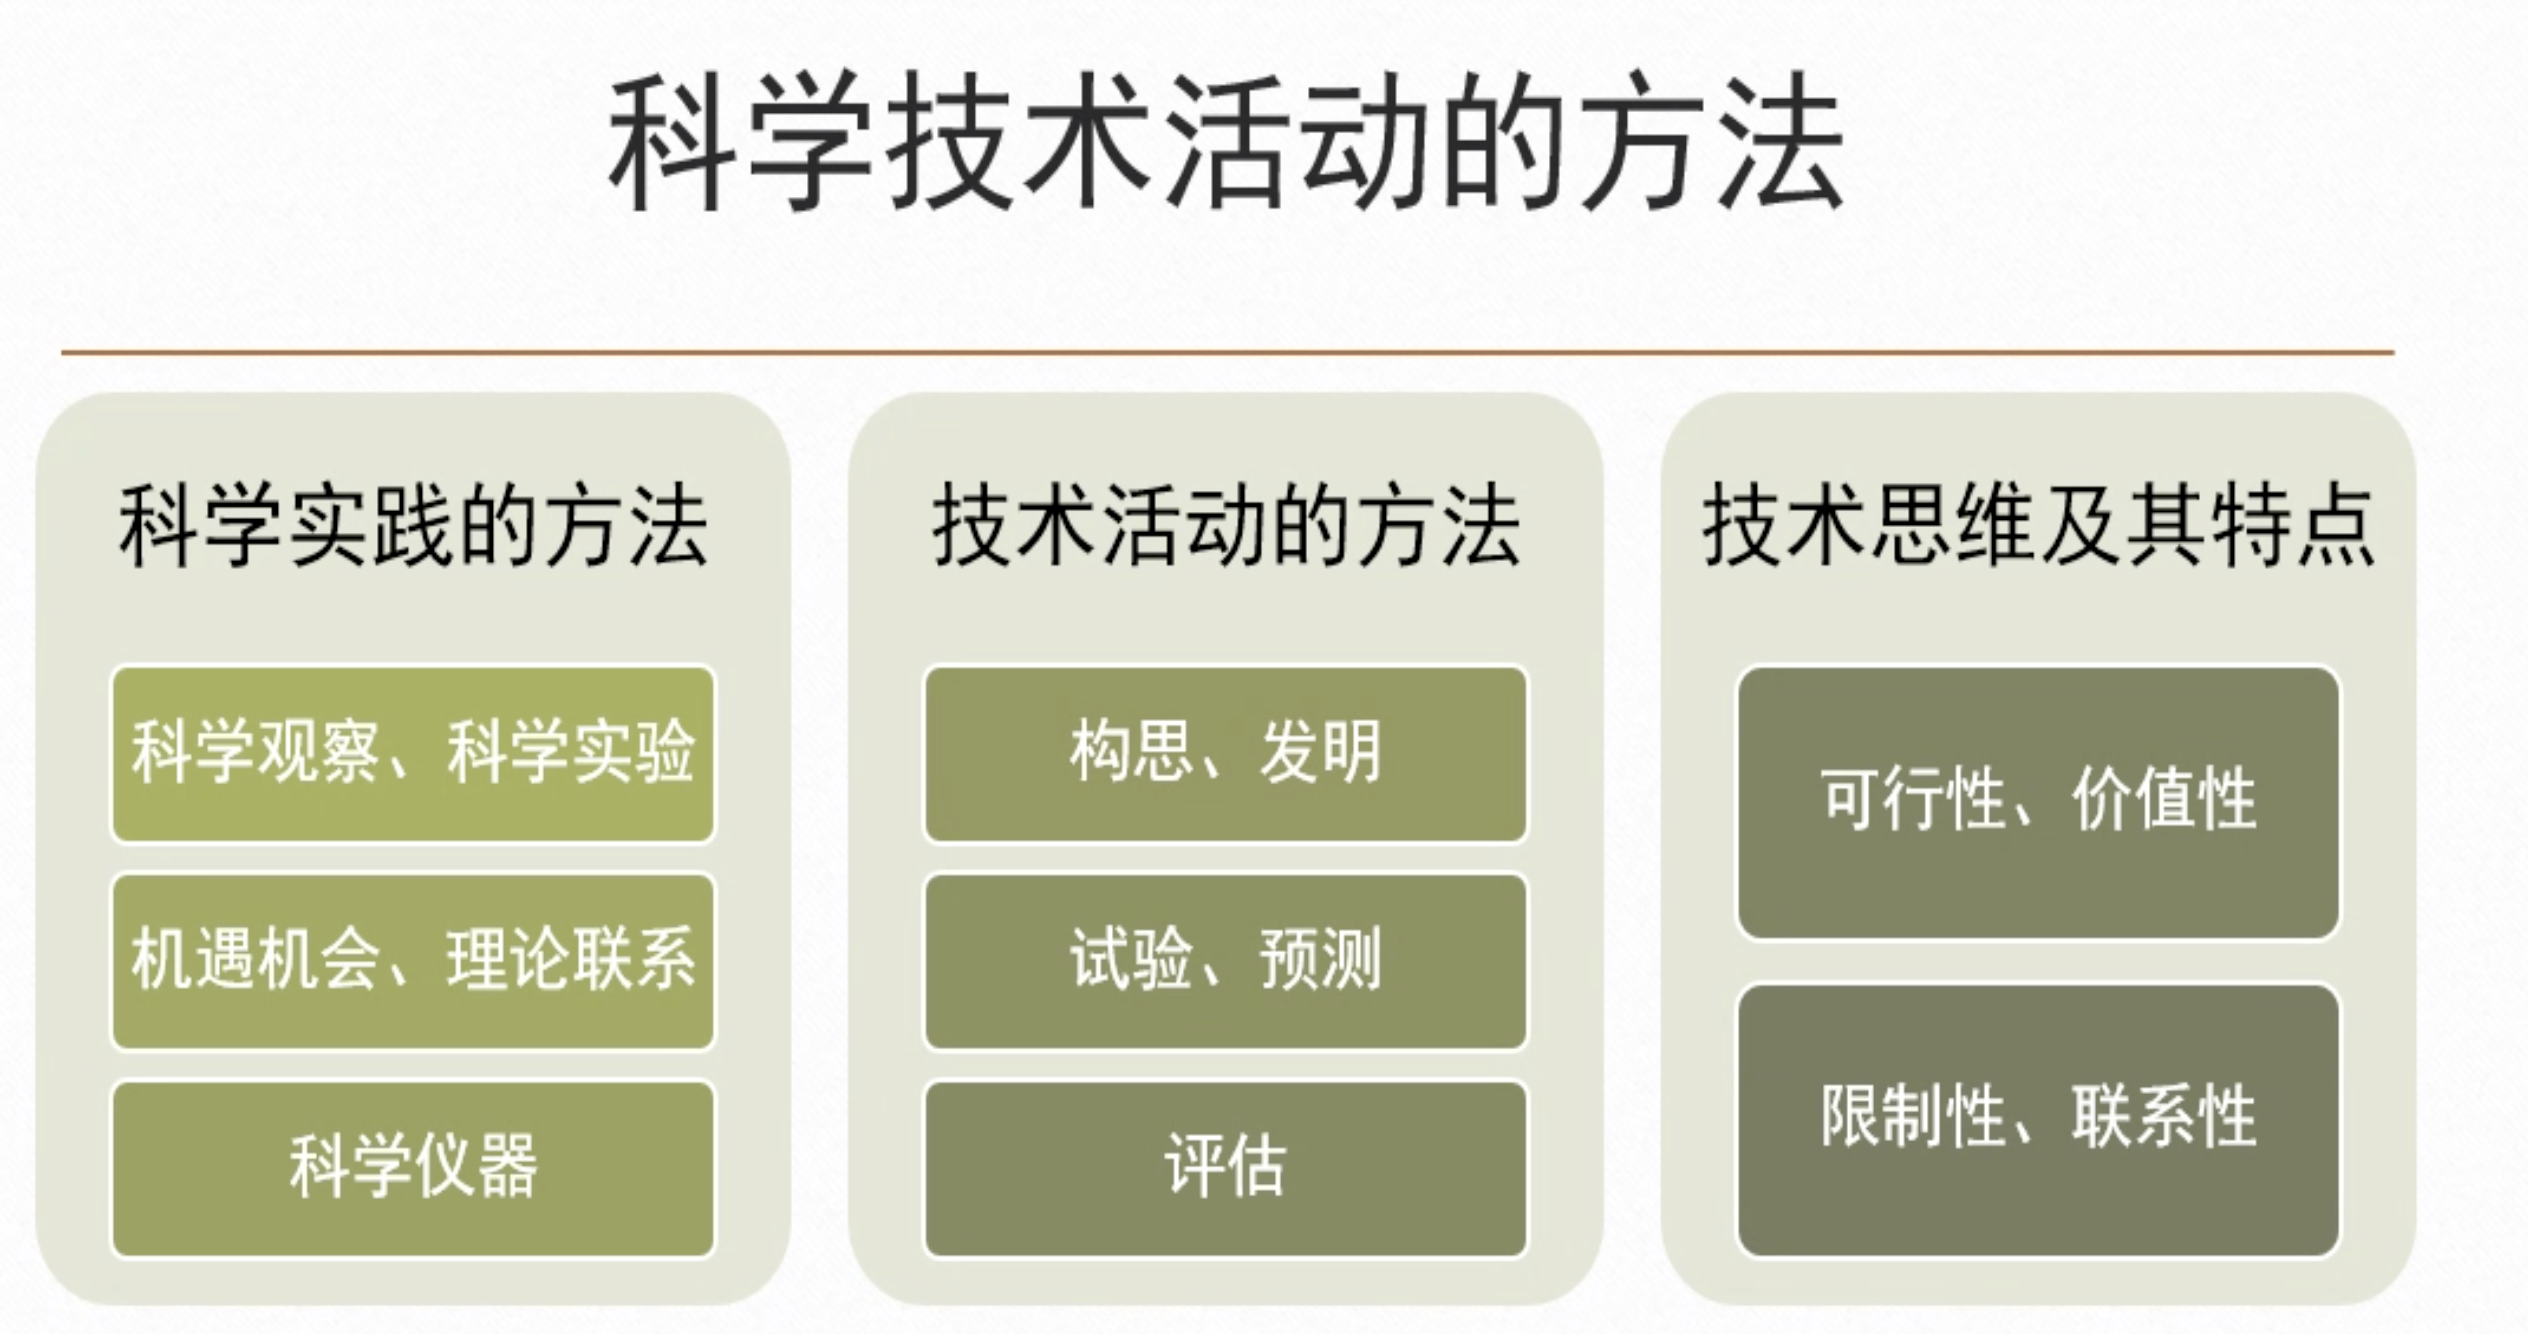 科学技术活动的方法
科学实践的方法
科学观察、科学实验
机遇机会、理论联系
科学仪器
技术活动的方法
构思、发明
试验、预测
评估
技术思维及其特点
可行性、价值性
限制性、联系性